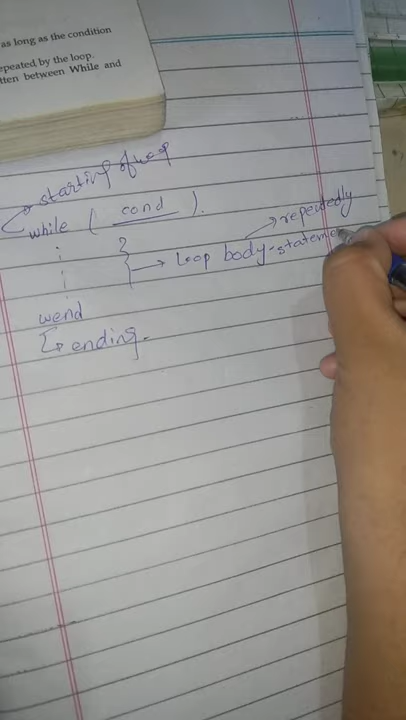 as long as the condition
epeated by the loop.
tten between While and
starting of loop
while ( cond ).
repeatedly
Loop body-stateme
wend
ending.